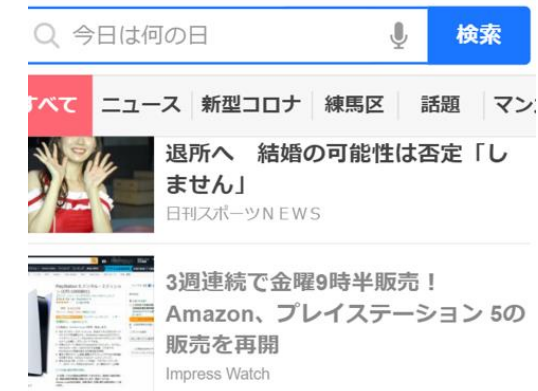 今日は何の日
検索
すべて ニュース 新型コロナ 練馬区 話題 マン
退所へ 結婚の可能性は否定「し
ません」
日刊スポーツＮＥＷＳ
3週連続で金曜9時半販売！
Amazon、プレイステーション 5の
販売を再開
Impress Watch